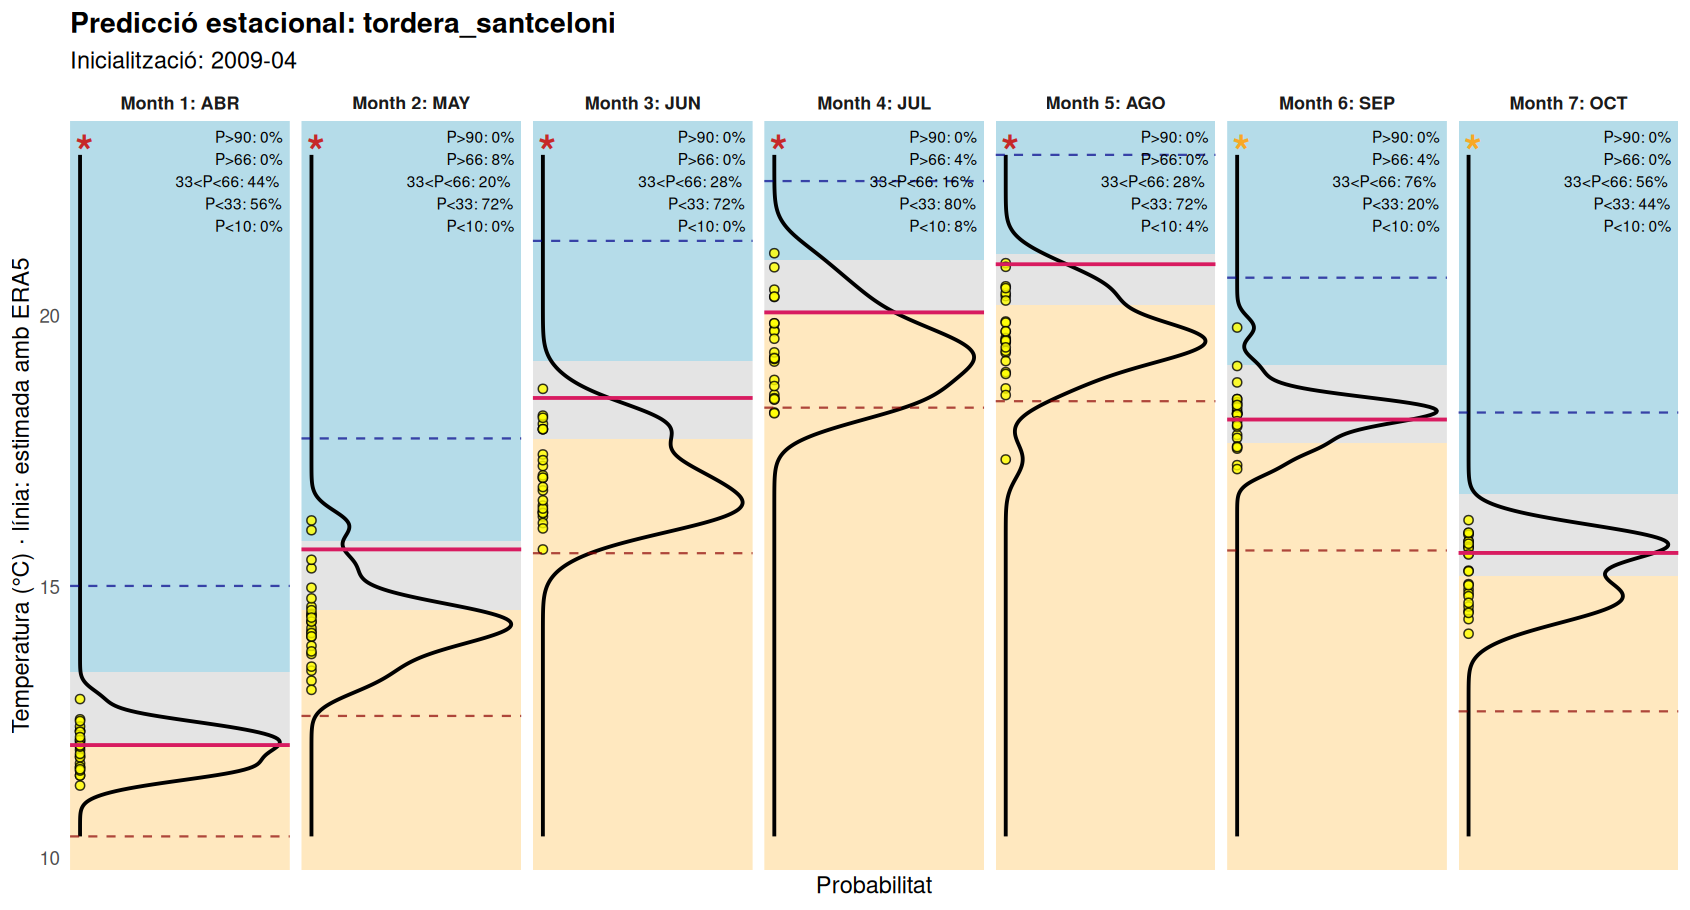 Predicció estacional: tordera_santceloni
Inicialització: 2009-04
Month 1: ABR
Month 2: MAY
Month 3: JUN
Month 4: JUL
Month 5: AGO
Month 6: SEP
Month 7: OCT
*
P>90: 0%
P>66: 0%
33<P<66: 44%
P<33: 56%
P<10: 0%
*
P>90: 0%
P>66: 8%
33<P<66: 20%
P<33: 72%
P<10: 0%
*
P>90: 0%
P>66: 0%
33<P<66: 28%
P<33: 72%
P<10: 0%
*
P>90: 0%
P>66: 4%
33<P<66: 16%
P<33: 80%
P<10: 8%
*
P>90: 0%
P>66: 0%
33<P<66: 28%
P<33: 72%
P<10: 4%
*
P>90: 0%
P>66: 4%
33<P<66: 76%
P<33: 20%
P<10: 0%
*
P>90: 0%
P>66: 0%
33<P<66: 56%
P<33: 44%
P<10: 0%
Temperatura (°C) · línia: estimada amb ERA5
20
15
10
Probabilitat